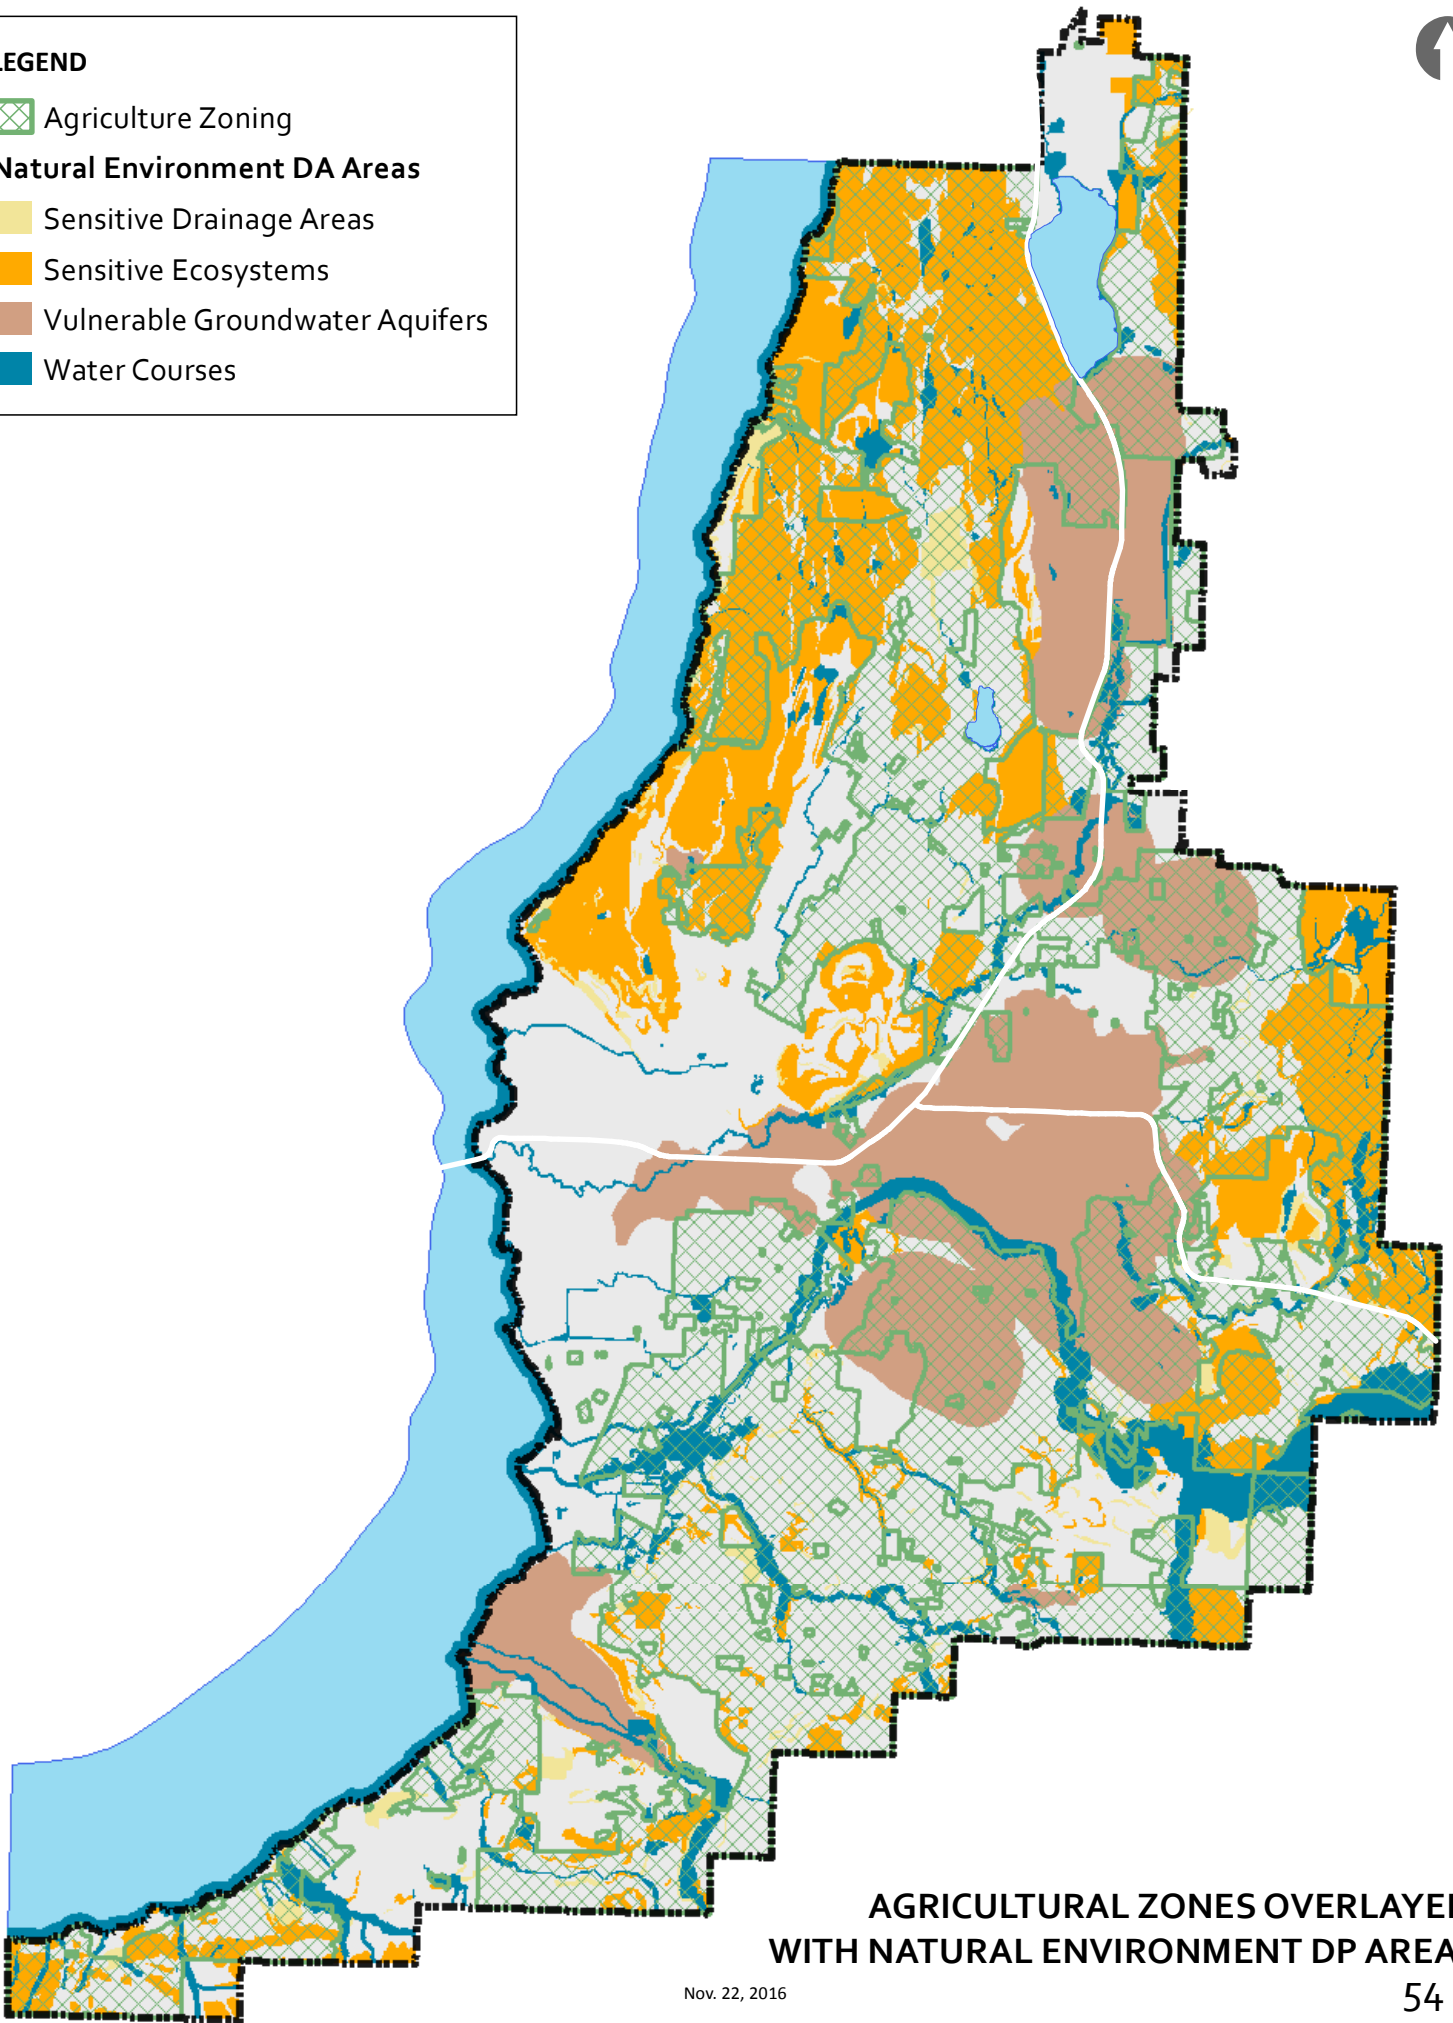 LEGEND
Agriculture Zoning
Natural Environment DA Areas
Sensitive Drainage Areas
Sensitive Ecosystems
Vulnerable Groundwater Aquifers
Water Courses
AGRICULTURAL ZONES OVERLAYE
WITH NATURAL ENVIRONMENT DP AREA
Nov. 22, 2016
54